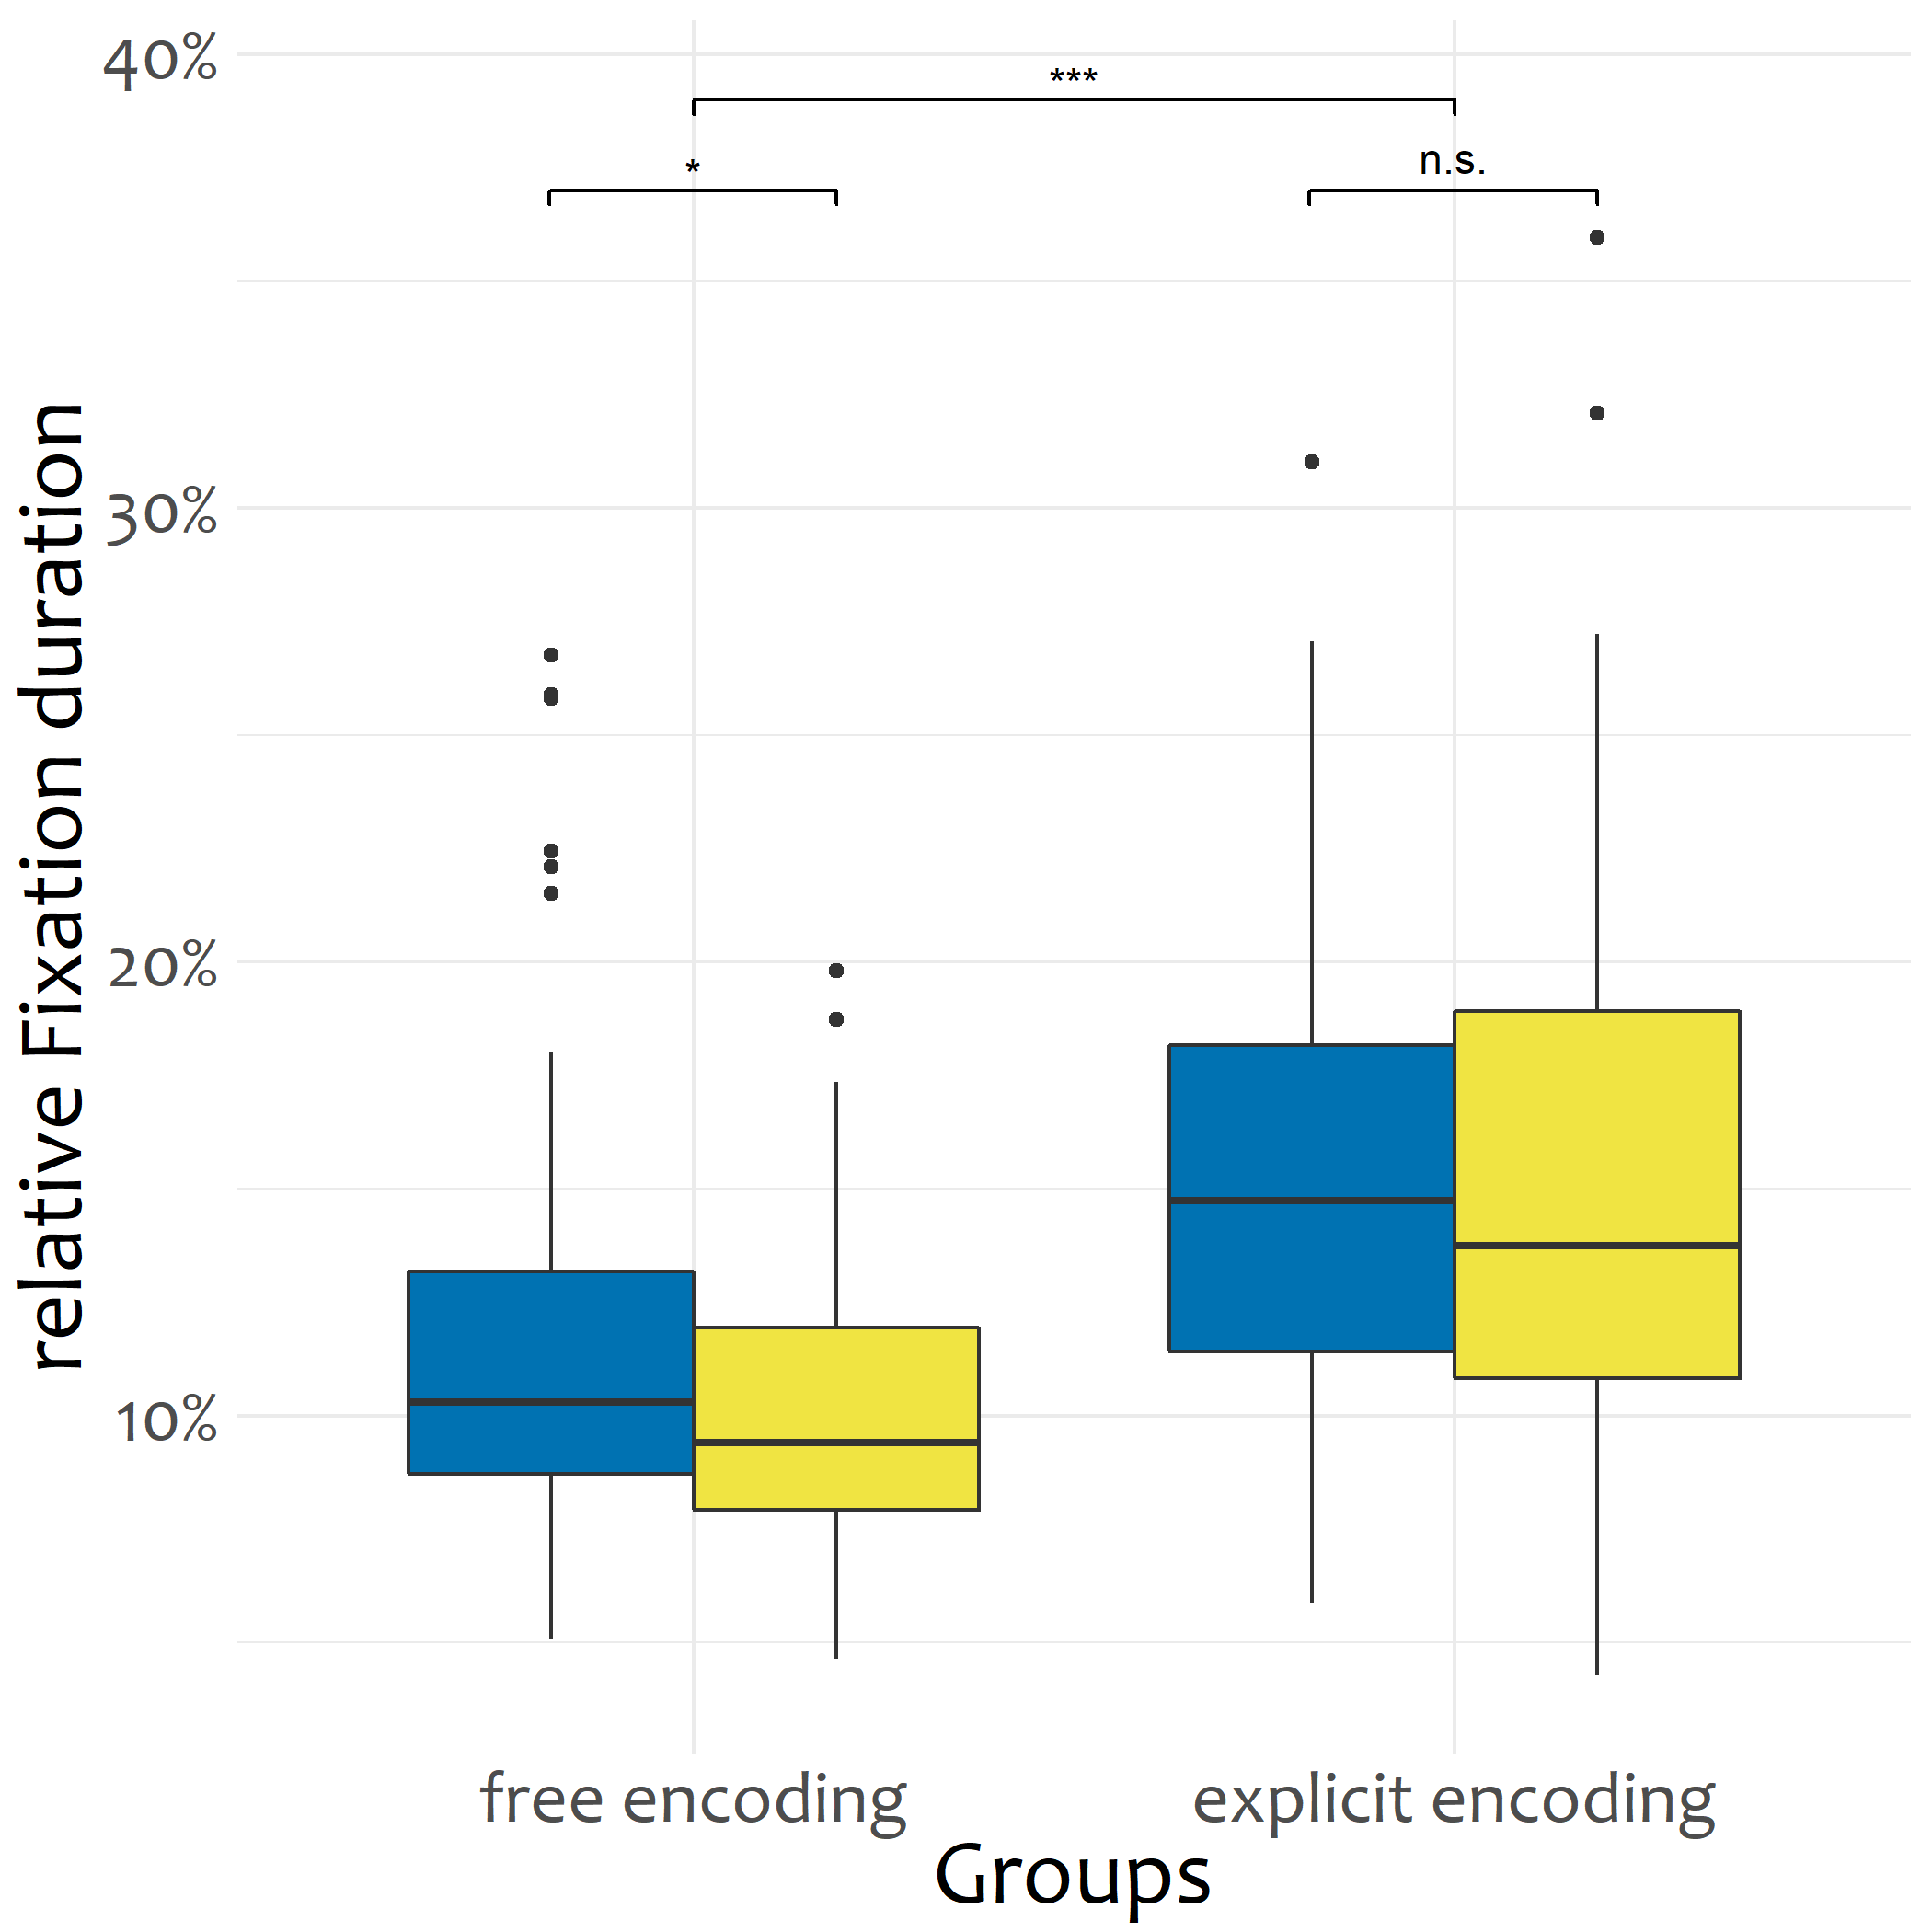 40%
***
*
n.s.
30%
20%
10%
relative Fixation duration
free encoding
explicit encoding
Groups